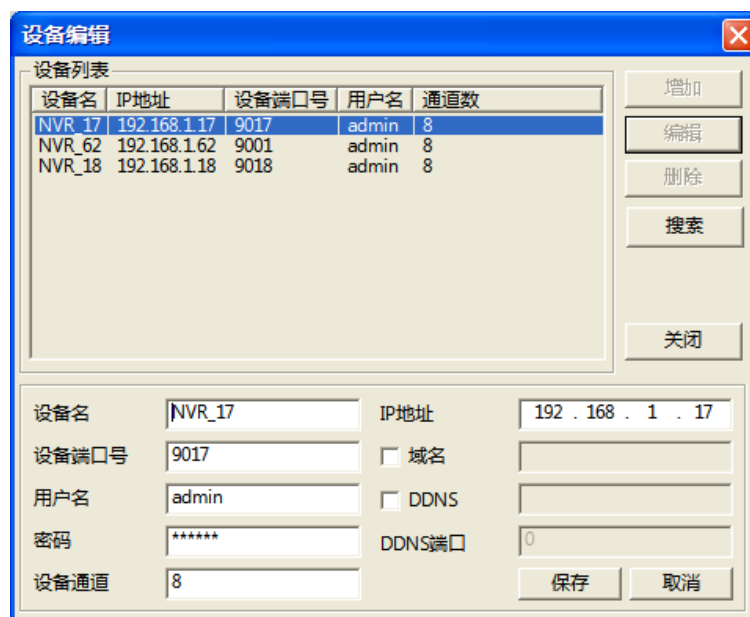 设备编辑
设备列表
设备名 IP地址 设备端口号 用户名 通道数
NVR_17 192.168.1.17 9017 admin 8
NVR_62 192.168.1.62 9001 admin 8
NVR_18 192.168.1.18 9018 admin 8
增加
编辑
删除
搜索
关闭
设备名 NVR_17 IP地址 192 . 168 . 1 . 17
设备端口号 9017 域名
用户名 admin DDNS
密码 ****** DDNS端口 0
设备通道 8 保存 取消